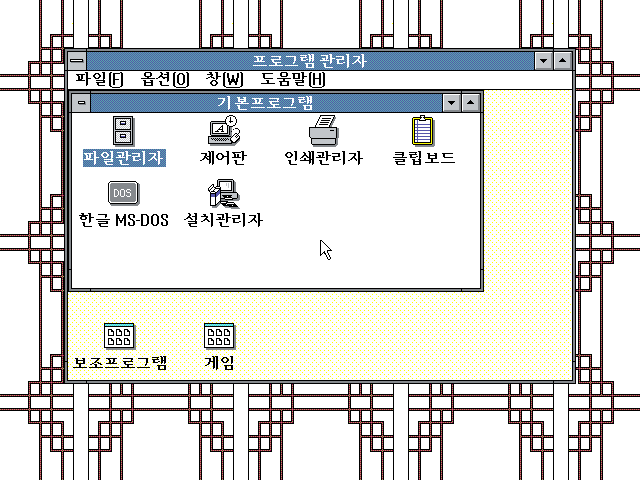 프로그램 관리자
파일(F) 옵션(O) 창(W) 도움말(H)
기본프로그램
파일관리자 제어판 인쇄관리자 클립보드
DOS
한글 MS-DOS 설치관리자
보조프로그램 게임